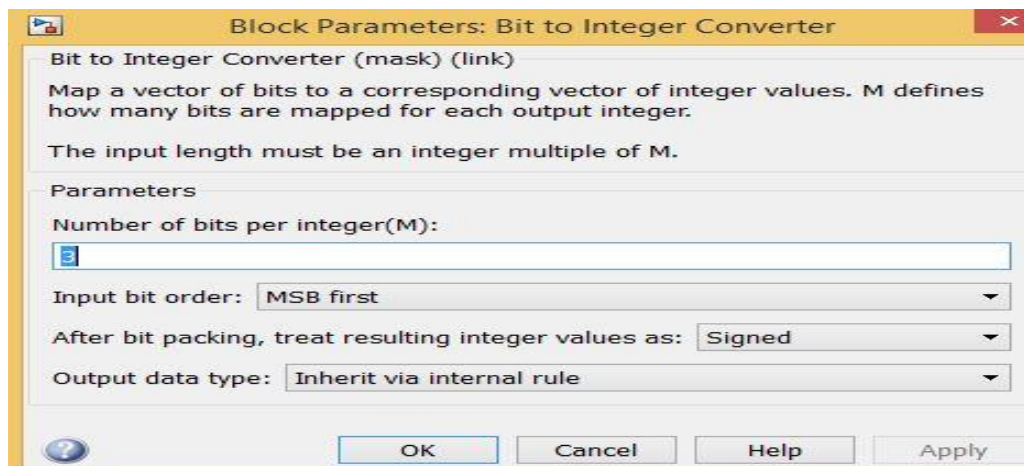 Block Parameters: Bit to Integer Converter
Bit to Integer Converter (mask) (link)
Map a vector of bits to a corresponding vector of integer values. M defines
how many bits are mapped for each output integer.
The input length must be an integer multiple of M.
Parameters
Number of bits per integer(M):
3
Input bit order: MSB first
After bit packing, treat resulting integer values as: Signed
Output data type: Inherit via internal rule
? OK Cancel Help Apply